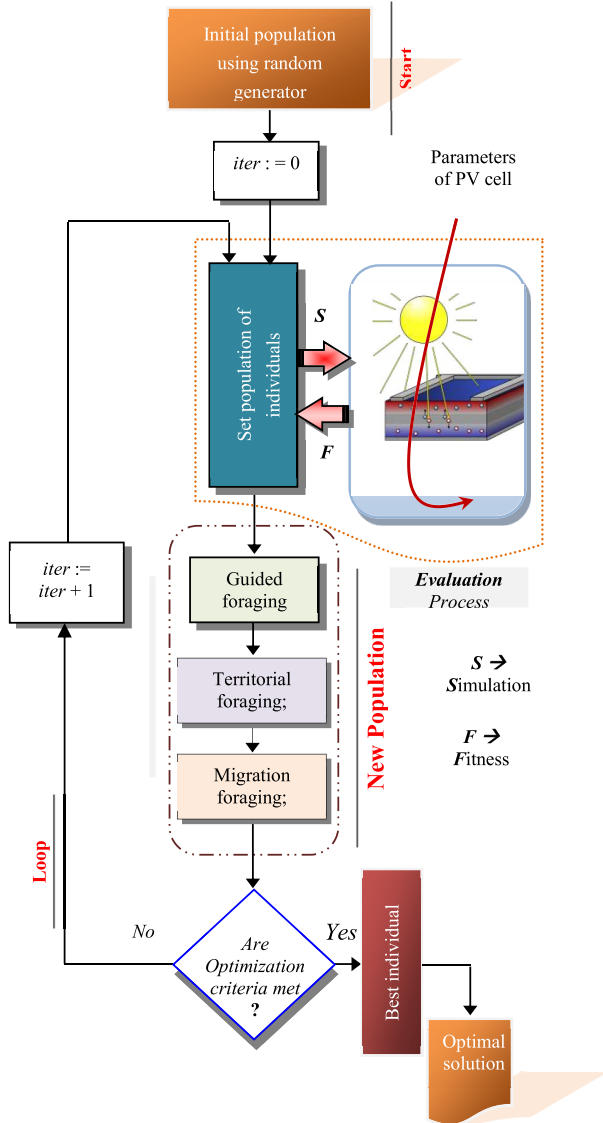 Initial population
using random
generator
Start
iter : = 0
Parameters
of PV cell
Set population of
individuals
S
F
iter :=
iter + 1
Guided
foraging
Evaluation
Process
Territorial
foraging;
S →
Simulation
New Population
F →
Fitness
Migration
foraging;
Loop
No
Yes
Are
Optimization
criteria met
?
Best individual
Optimal
solution